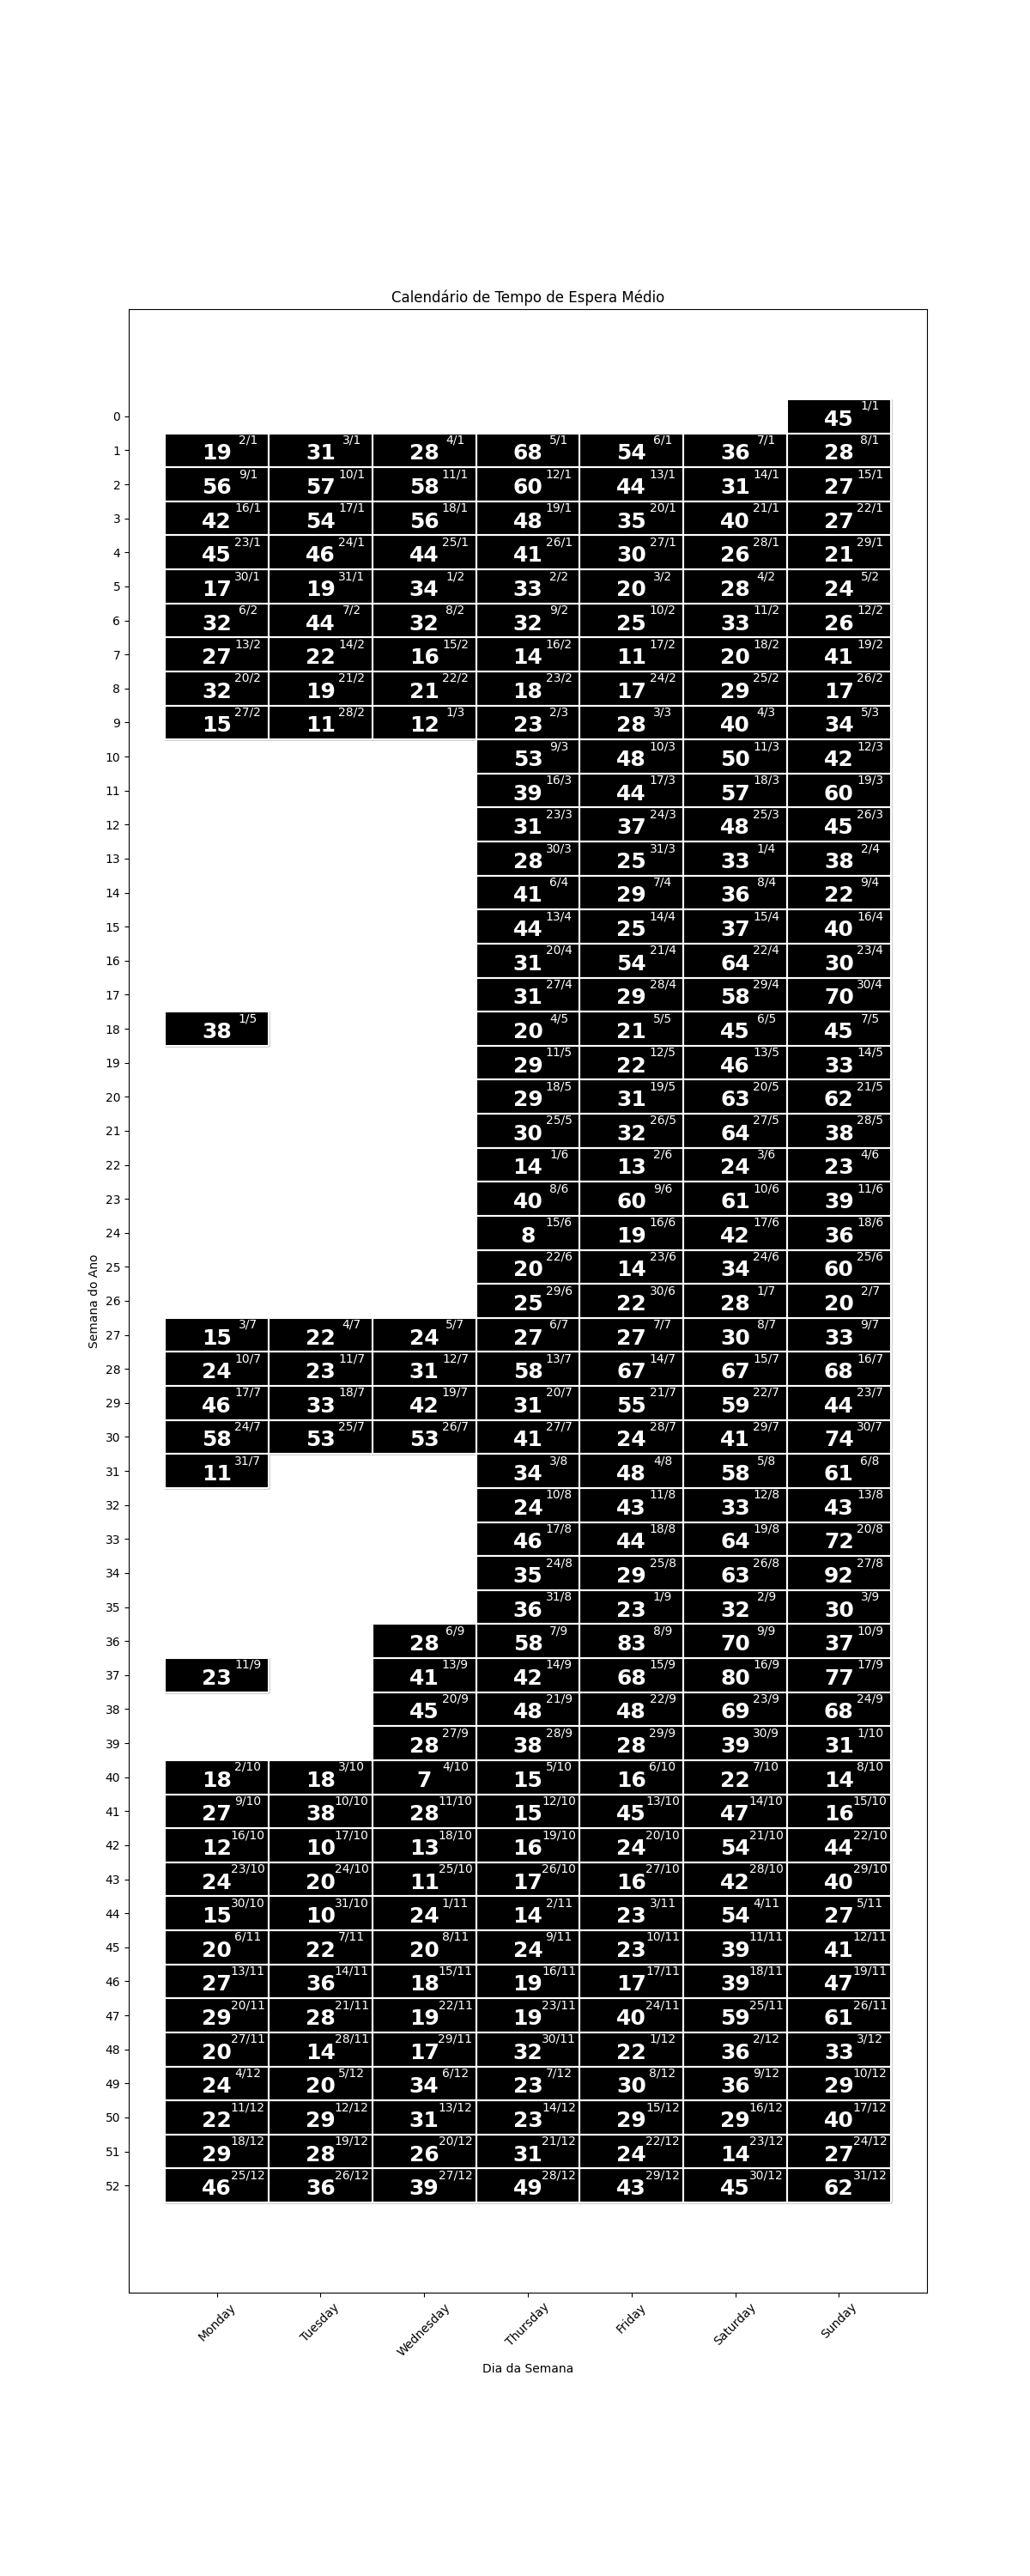 Calendário de Tempo de Espera Médio
0 45 1/1
1 19 2/1 31 3/1 28 4/1 68 5/1 54 6/1 36 7/1 28 8/1
2 56 9/1 57 10/1 58 11/1 60 12/1 44 13/1 31 14/1 27 15/1
3 42 16/1 54 17/1 56 18/1 48 19/1 35 20/1 40 21/1 27 22/1
4 45 23/1 46 24/1 44 25/1 41 26/1 30 27/1 26 28/1 21 29/1
5 17 30/1 19 31/1 34 1/2 33 2/2 20 3/2 28 4/2 24 5/2
6 32 6/2 44 7/2 32 8/2 32 9/2 25 10/2 33 11/2 26 12/2
7 27 13/2 22 14/2 16 15/2 14 16/2 11 17/2 20 18/2 41 19/2
8 32 20/2 19 21/2 21 22/2 18 23/2 17 24/2 29 25/2 17 26/2
9 15 27/2 11 28/2 12 1/3 23 2/3 28 3/3 40 4/3 34 5/3
10 53 9/3 48 10/3 50 11/3 42 12/3
11 39 16/3 44 17/3 57 18/3 60 19/3
12 31 23/3 37 24/3 48 25/3 45 26/3
13 28 30/3 25 31/3 33 1/4 38 2/4
14 41 6/4 29 7/4 36 8/4 22 9/4
15 44 13/4 25 14/4 37 15/4 40 16/4
16 31 20/4 54 21/4 64 22/4 30 23/4
17 31 27/4 29 28/4 58 29/4 70 30/4
18 38 1/5 20 4/5 21 5/5 45 6/5 45 7/5
19 29 11/5 22 12/5 46 13/5 33 14/5
20 29 18/5 31 19/5 63 20/5 62 21/5
21 30 25/5 32 26/5 64 27/5 38 28/5
22 14 1/6 13 2/6 24 3/6 23 4/6
23 40 8/6 60 9/6 61 10/6 39 11/6
24 8 15/6 19 16/6 42 17/6 36 18/6
25 20 22/6 14 23/6 34 24/6 60 25/6
26 25 29/6 22 30/6 28 1/7 20 2/7
27 15 3/7 22 4/7 24 5/7 27 6/7 27 7/7 30 8/7 33 9/7
28 24 10/7 23 11/7 31 12/7 58 13/7 67 14/7 67 15/7 68 16/7
29 46 17/7 33 18/7 42 19/7 31 20/7 55 21/7 59 22/7 44 23/7
30 58 24/7 53 25/7 53 26/7 41 27/7 24 28/7 41 29/7 74 30/7
31 11 31/7 34 3/8 48 4/8 58 5/8 61 6/8
32 24 10/8 43 11/8 33 12/8 43 13/8
33 46 17/8 44 18/8 64 19/8 72 20/8
34 35 24/8 29 25/8 63 26/8 92 27/8
35 36 31/8 23 1/9 32 2/9 30 3/9
36 28 6/9 58 7/9 83 8/9 70 9/9 37 10/9
37 23 11/9 41 13/9 42 14/9 68 15/9 80 16/9 77 17/9
38 45 20/9 48 21/9 48 22/9 69 23/9 68 24/9
39 28 27/9 38 28/9 28 29/9 39 30/9 31 1/10
40 18 2/10 18 3/10 7 4/10 15 5/10 16 6/10 22 7/10 14 8/10
41 27 9/10 38 10/10 28 11/10 15 12/10 45 13/10 47 14/10 16 15/10
42 12 16/10 10 17/10 13 18/10 16 19/10 24 20/10 54 21/10 44 22/10
43 24 23/10 20 24/10 11 25/10 17 26/10 16 27/10 42 28/10 40 29/10
44 15 30/10 10 31/10 24 1/11 14 2/11 23 3/11 54 4/11 27 5/11
45 20 6/11 22 7/11 20 8/11 24 9/11 23 10/11 39 11/11 41 12/11
46 27 13/11 36 14/11 18 15/11 19 16/11 17 17/11 39 18/11 47 19/11
47 29 20/11 28 21/11 19 22/11 19 23/11 40 24/11 59 25/11 61 26/11
48 20 27/11 14 28/11 17 29/11 32 30/11 22 1/12 36 2/12 33 3/12
49 24 4/12 20 5/12 34 6/12 23 7/12 30 8/12 36 9/12 29 10/12
50 22 11/12 29 12/12 31 13/12 23 14/12 29 15/12 29 16/12 40 17/12
51 29 18/12 28 19/12 26 20/12 31 21/12 24 22/12 14 23/12 27 24/12
52 46 25/12 36 26/12 39 27/12 49 28/12 43 29/12 45 30/12 62 31/12
Semana do Ano
Monday Tuesday Wednesday Thursday Friday Saturday Sunday
Dia da Semana